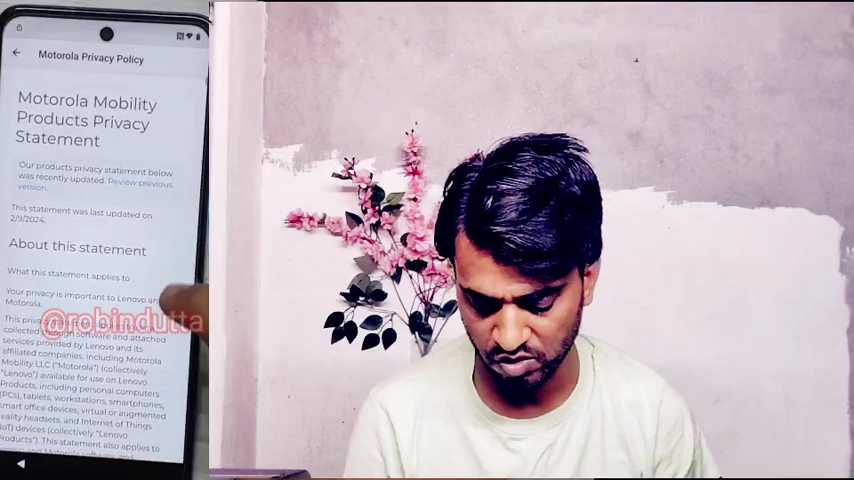 Motorola Privacy Policy
Motorola Mobility
Products Privacy
Statement
Our products privacy statement below
was recently updated. Review previous
version.
This statement was last updated on
2/9/2024.
About this statement
What this statement applies to
Your privacy is important to Lenovo and
Motorola.
@robindutta
This privacy statement applies to
collected through software and attached
services provided by Lenovo and its
affiliated companies, including Motorola
Mobility LLC ("Motorola") (collectively
"Lenovo") available for use on Lenovo
Products, including personal computers
(PCs), tablets, workstations, smartphones,
smart office devices, virtual or augmented
reality headsets, and Internet of Things
(IoT) devices (collectively "Lenovo
Products"). This statement also applies to